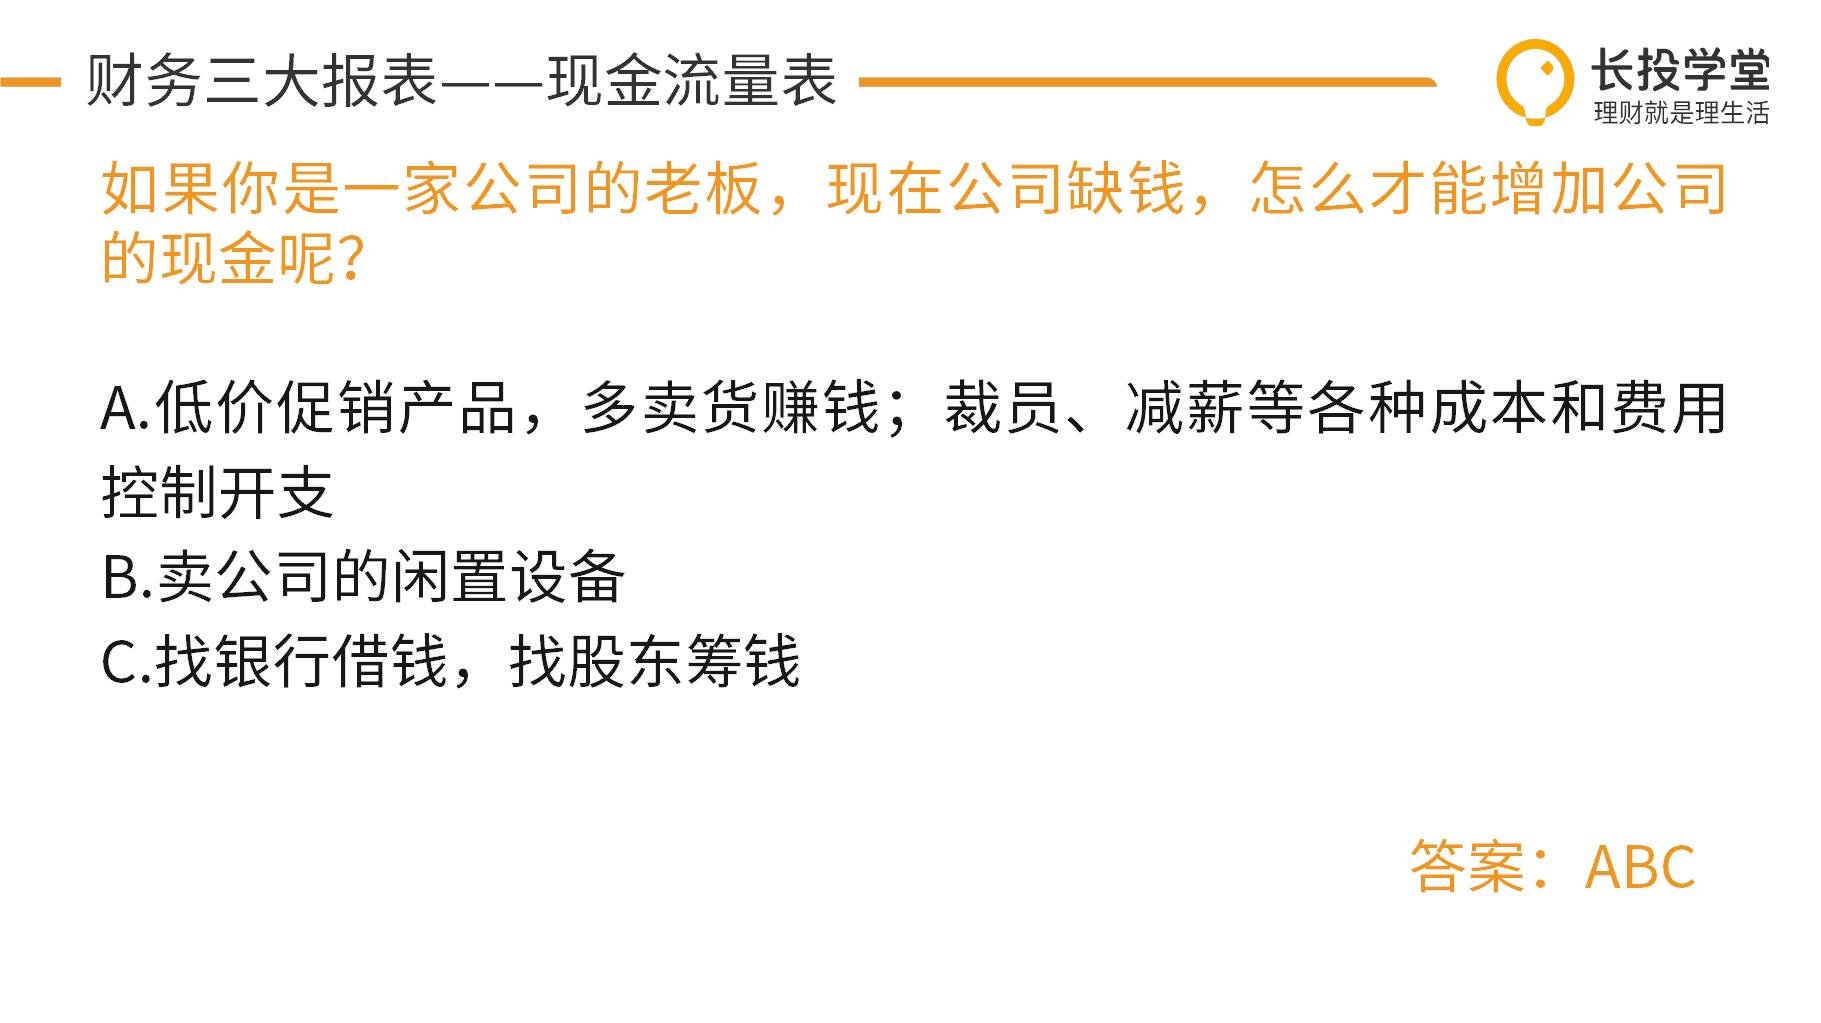 财务三大报表——现金流量表
长投学堂
理财就是理生活
如果你是一家公司的老板，现在公司缺钱，怎么才能增加公司
的现金呢？
A.低价促销产品，多卖货赚钱；裁员、减薪等各种成本和费用
控制开支
B.卖公司的闲置设备
C.找银行借钱，找股东筹钱
答案：ABC